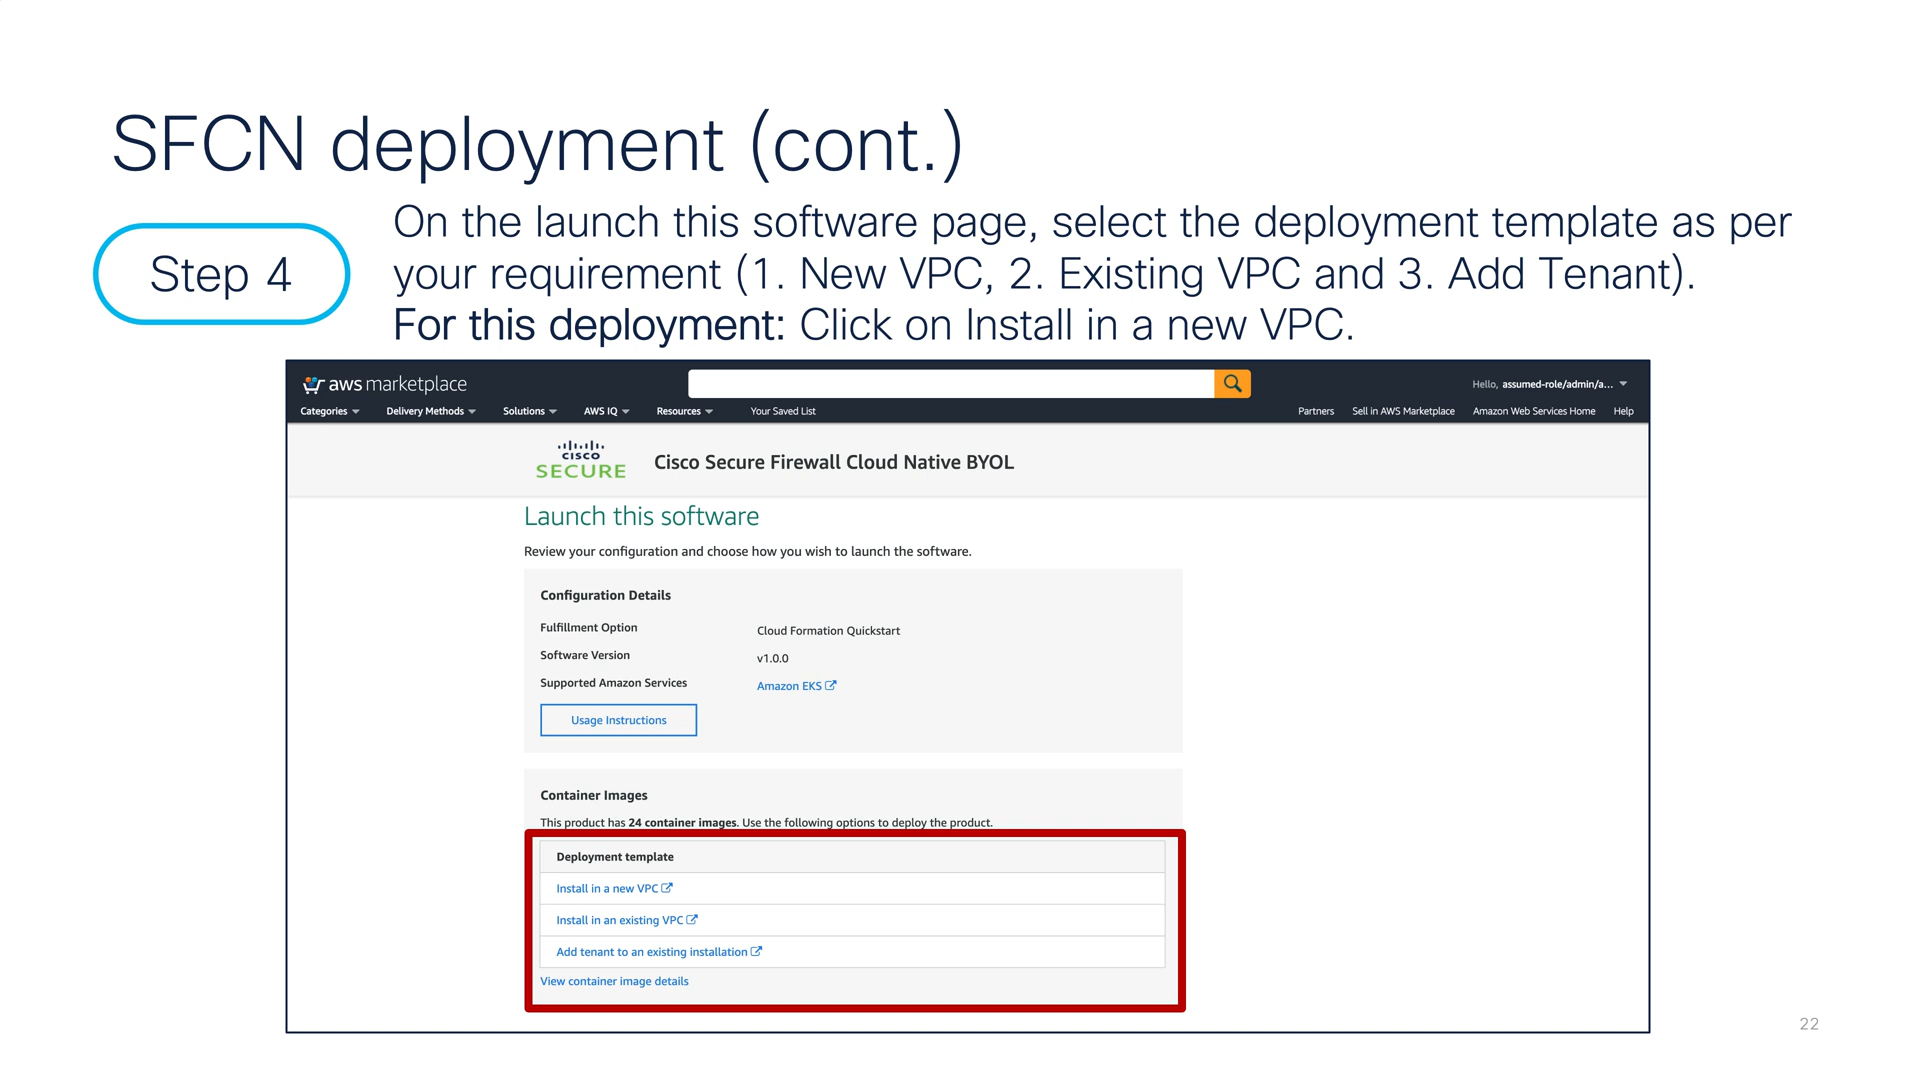 SFCN deployment (cont.)
Step 4
On the launch this software page, select the deployment template as per
your requirement (1. New VPC, 2. Existing VPC and 3. Add Tenant).
For this deployment: Click on Install in a new VPC.
aws marketplace
Hello, assumed-role/admin/a...
Categories
Delivery Methods
Solutions
AWS IQ
Resources
Your Saved List
Partners
Sell in AWS Marketplace
Amazon Web Services Home
Help
CISCO
SECURE
Cisco Secure Firewall Cloud Native BYOL
Launch this software
Review your configuration and choose how you wish to launch the software.
Configuration Details
Fulfillment Option
Cloud Formation Quickstart
Software Version
v1.0.0
Supported Amazon Services
Amazon EKS
Usage Instructions
Container Images
This product has 24 container images. Use the following options to deploy the product.
Deployment template
Install in a new VPC
Install in an existing VPC
Add tenant to an existing installation
View container image details
22